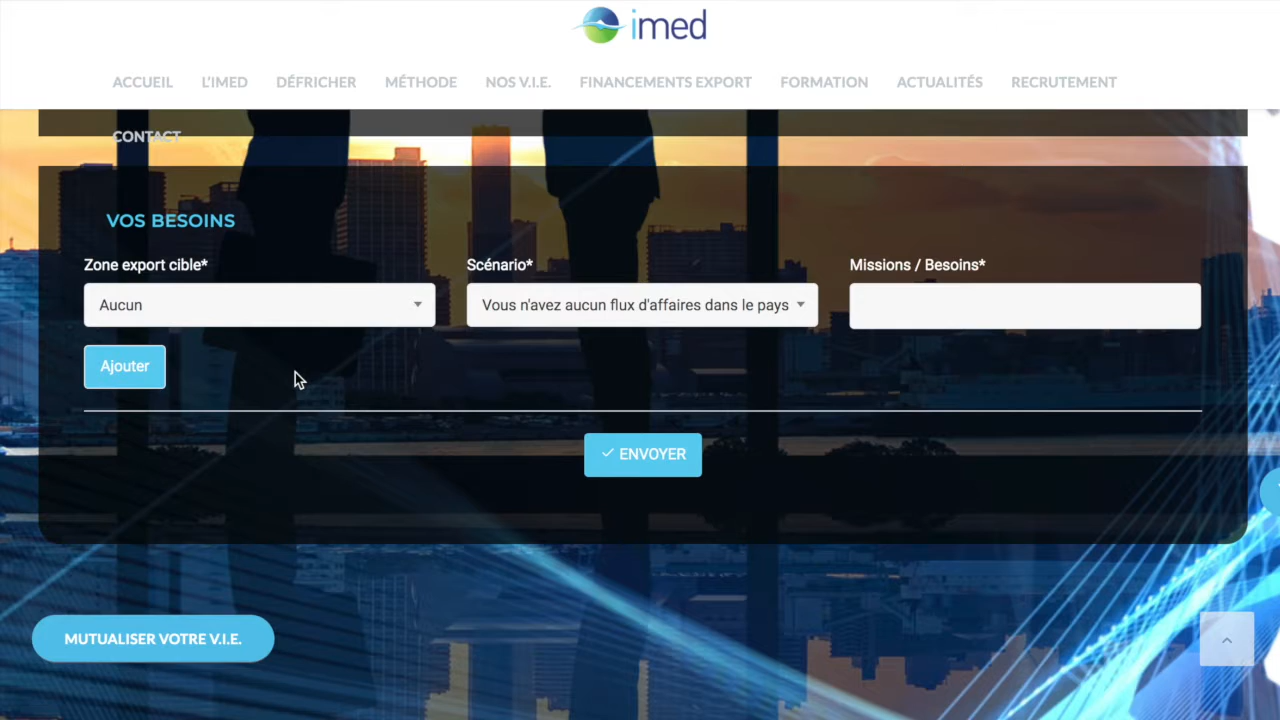 imed
ACCUEIL L'IMED DÉFRICHER MÉTHODE NOS V.I.E. FINANCEMENTS EXPORT FORMATION ACTUALITÉS RECRUTEMENT
CONTACT
VOS BESOINS
Zone export cible* Scénario* Missions / Besoins*
Aucun Vous n'avez aucun flux d'affaires dans le pays
Ajouter
ENVOYER
MUTUALISER VOTRE V.I.E.